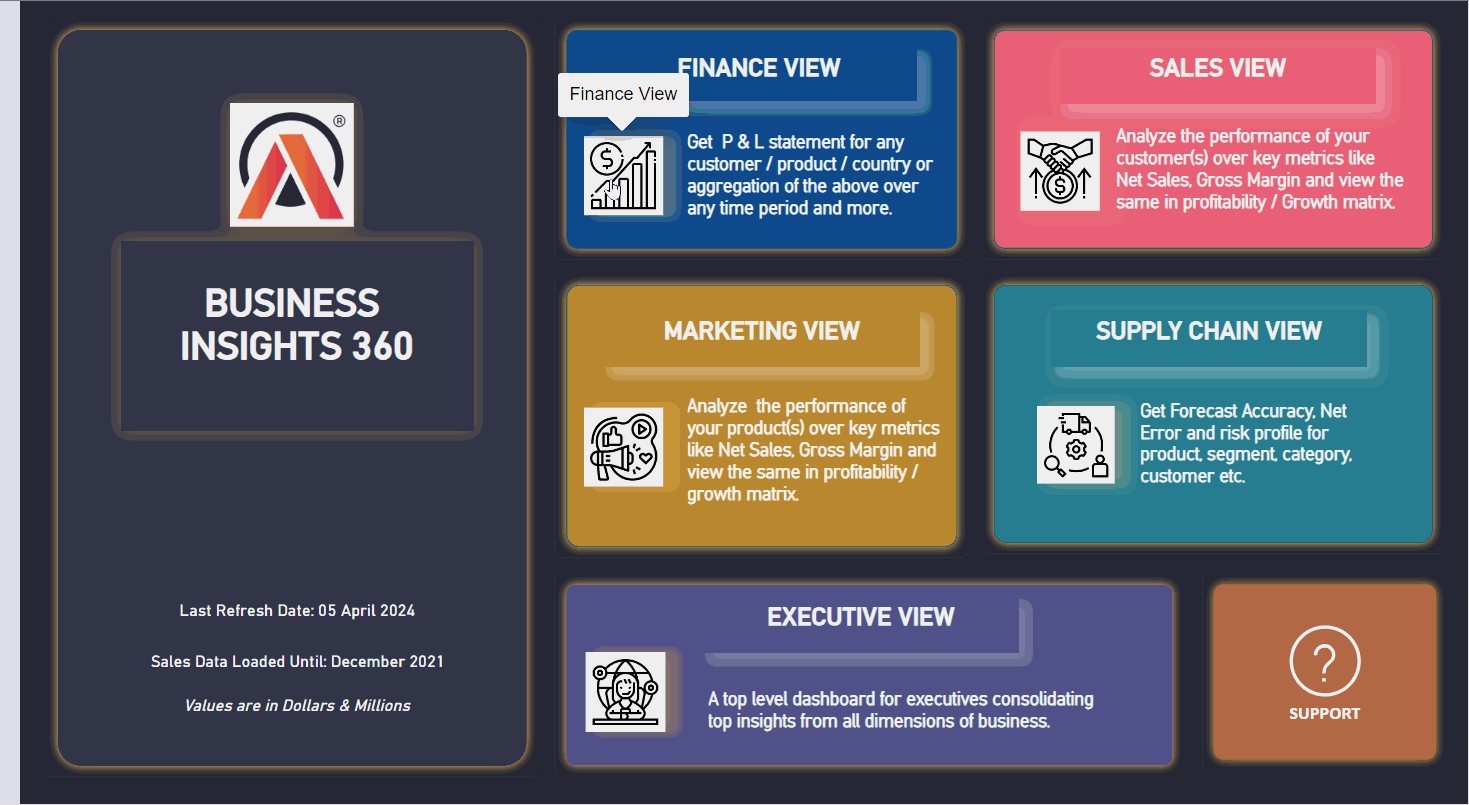 ®
BUSINESS
INSIGHTS 360
Last Refresh Date: 05 April 2024
Sales Data Loaded Until: December 2021
Values are in Dollars & Millions
FINANCE VIEW
Finance View
Get  P & L statement for any
customer / product / country or
aggregation of the above over
any time period and more.
SALES VIEW
Analyze the performance of your
customer(s) over key metrics like
Net Sales, Gross Margin and view the
same in profitability / Growth matrix.
MARKETING VIEW
Analyze  the performance of
your product(s) over key metrics
like Net Sales, Gross Margin and
view the same in profitability /
growth matrix.
SUPPLY CHAIN VIEW
Get Forecast Accuracy, Net
Error and risk profile for
product, segment, category,
customer etc.
EXECUTIVE VIEW
A top level dashboard for executives consolidating
top insights from all dimensions of business.
?
SUPPORT